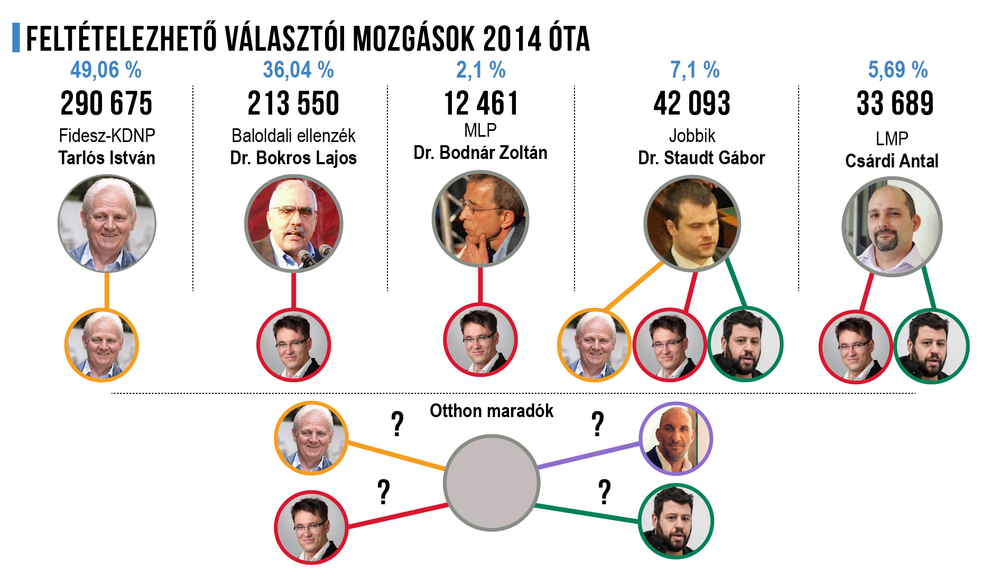 FELTÉTELEZHETŐ VÁLASZTÓI MOZGÁSOK 2014 ÓTA
49,06 %
290 675
Fidesz-KDNP
Tarlós István
36,04 %
213 550
Baloldali ellenzék
Dr. Bokros Lajos
2,1 %
12 461
MLP
Dr. Bodnár Zoltán
7,1 %
42 093
Jobbik
Dr. Staudt Gábor
5,69 %
33 689
LMP
Csárdi Antal
Otthon maradók
?
?
?
?